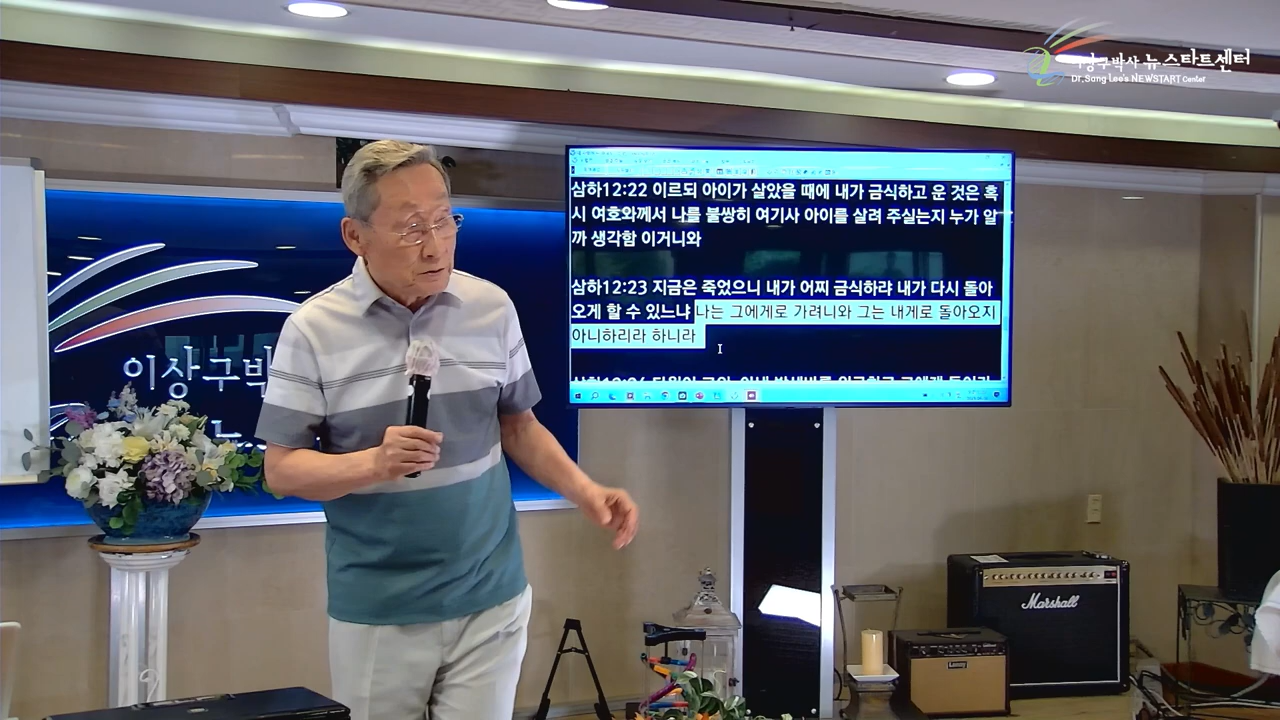 이상구박사 뉴스타트센터
Dr. Sang Lee's NEWSTART Center
삼하12:22 이르되 아이가 살았을 때에 내가 금식하고 운 것은 혹
시 여호와께서 나를 불쌍히 여기사 아이를 살려 주실는지 누가 알
까 생각함 이거니와
삼하12:23 지금은 죽었으니 내가 어찌 금식하랴 내가 다시 돌아
오게 할 수 있느냐 나는 그에게로 가려니와 그는 내게로 돌아오지
아니하리라 하니라
이상구박
뉴
Marshall
Laney